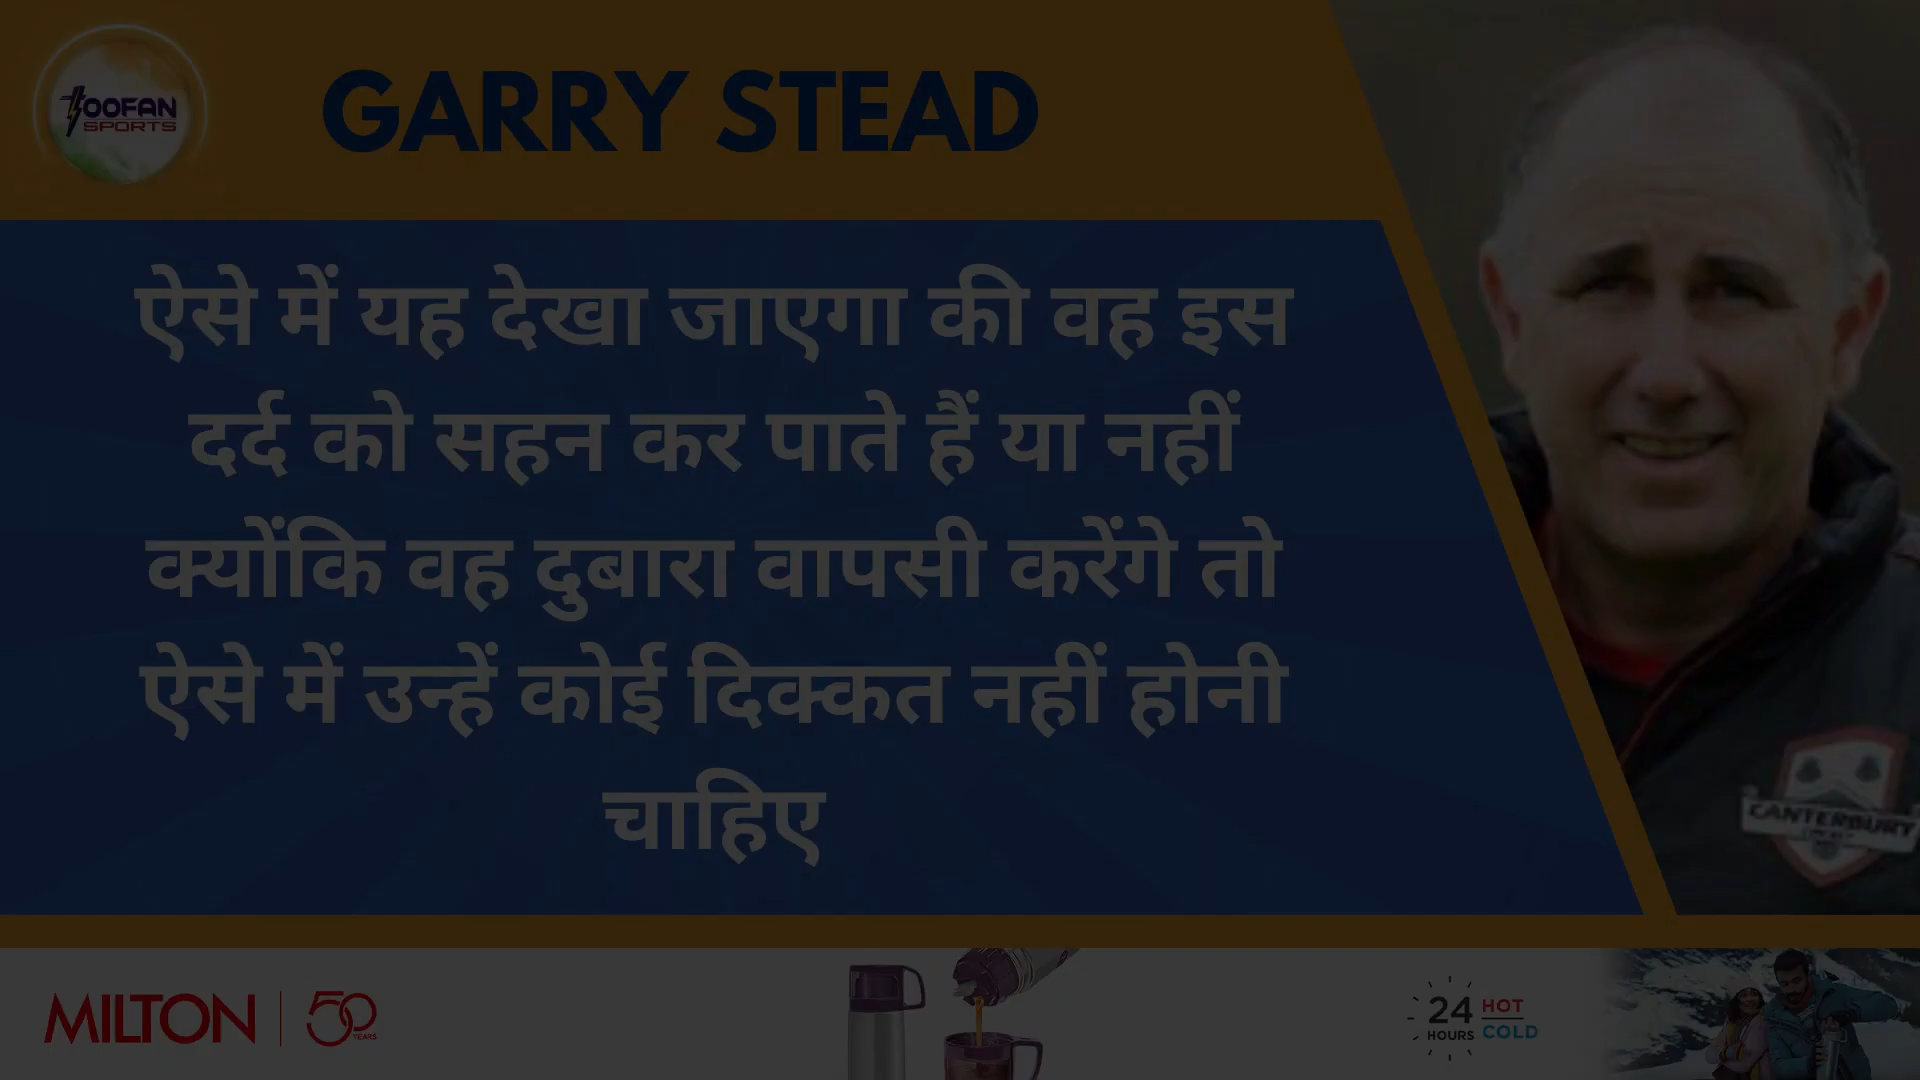 TOOFAN
SPORTS
GARRY STEAD
ऐसे में यह देखा जाएगा की वह इस
दर्द को सहन कर पाते हैं या नहीं
क्योंकि वह दुबारा वापसी करेंगे तो
ऐसे में उन्हें कोई दिक्कत नहीं होनी
चाहिए
CANTERBURY
MILTON
50
YEARS
24 HOT
HOURS COLD